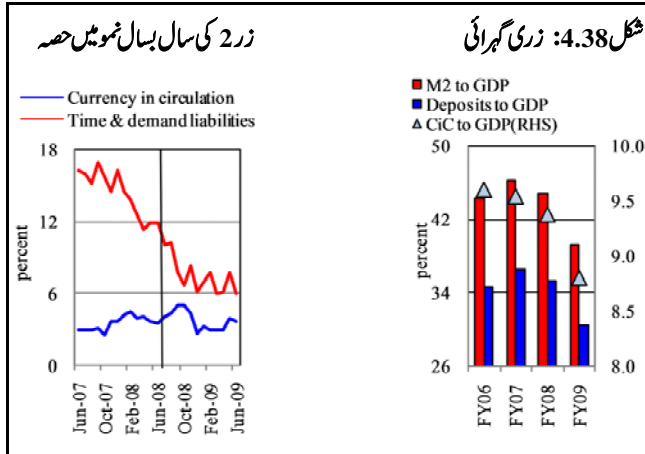 شکل 4.38: زری گہرائی
زر2 کی سال بسال نمو میں حصہ
Currency in circulation
Time & demand liabilities
18
12
6
0
percent
Jun-07
Oct-07
Feb-08
Jun-08
Oct-08
Feb-09
Jun-09
M2 to GDP
Deposits to GDP
CiC to GDP(RHS)
50
42
34
26
percent
10.0
9.5
9.0
8.5
8.0
FY06
FY07
FY08
FY09